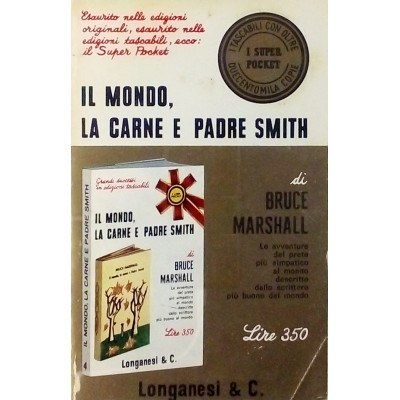 Esaurito nelle edizioni
originali, esaurito nelle
edizioni tascabili, ecco:
il Super Pocket
TASCABILI CON OLTRE
I SUPER
POCKET
DUECENTOMILA COPIE
IL MONDO,
LA CARNE E PADRE SMITH
di
BRUCE
MARSHALL
Le avventure
del prete
più simpatico
al mondo
descritte
dallo scrittore
più buono del mondo
Lire 350
Grandi successi
in edizioni tascabili
IL MONDO,
LA CARNE E PADRE SMITH
di
BRUCE
MARSHALL
Le avventure
del prete
più simpatico
al mondo
descritte
dallo scrittore
più buono al mondo
Lire 350
BRUCE MARSHALL
IL MONDO, LA CARNE E PADRE SMITH
4
Longanesi & C.